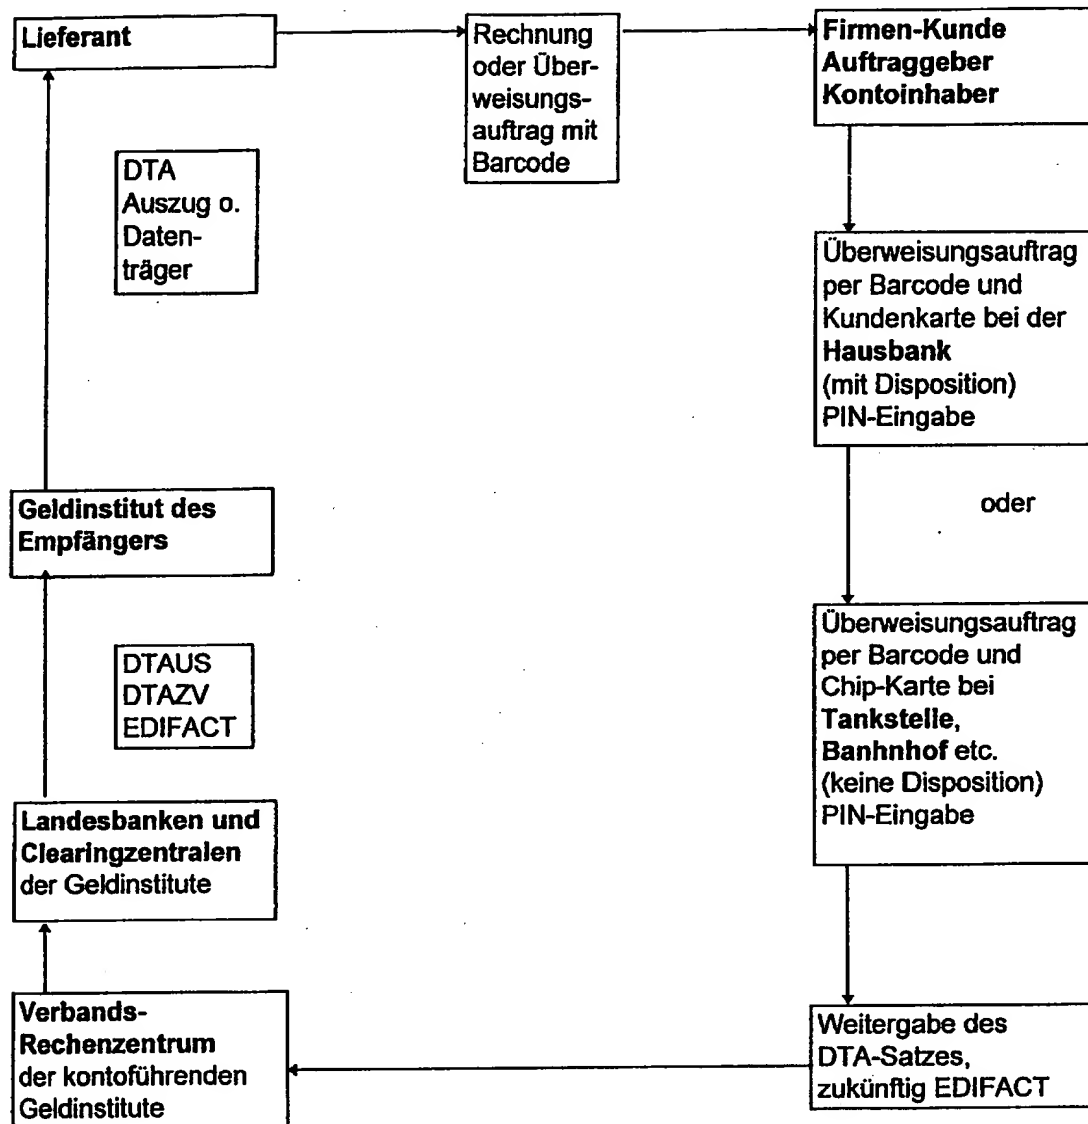 Lieferant
Rechnung
oder Über-
weisungs-
auftrag mit
Barcode
Firmen-Kunde
Auftraggeber
Kontoinhaber
DTA
Auszug o.
Daten-
träger
Überweisungsauftrag
per Barcode und
Kundenkarte bei der
Hausbank
(mit Disposition)
PIN-Eingabe
oder
Geldinstitut des
Empfängers
Überweisungsauftrag
per Barcode und
Chip-Karte bei
Tankstelle,
Banhnhof etc.
(keine Disposition)
PIN-Eingabe
DTAUS
DTAZV
EDIFACT
Landesbanken und
Clearingzentralen
der Geldinstitute
Verbands-
Rechenzentrum
der kontoführenden
Geldinstitute
Weitergabe des
DTA-Satzes,
zukünftig EDIFACT